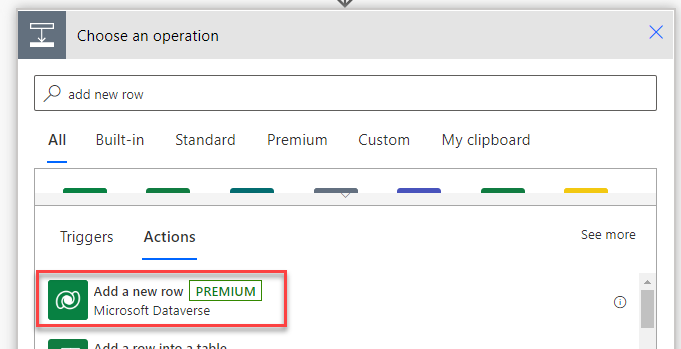 Choose an operation
add new row
All Built-in Standard Premium Custom My clipboard
Triggers Actions See more
Add a new row PREMIUM
Microsoft Dataverse
Add a row into a table